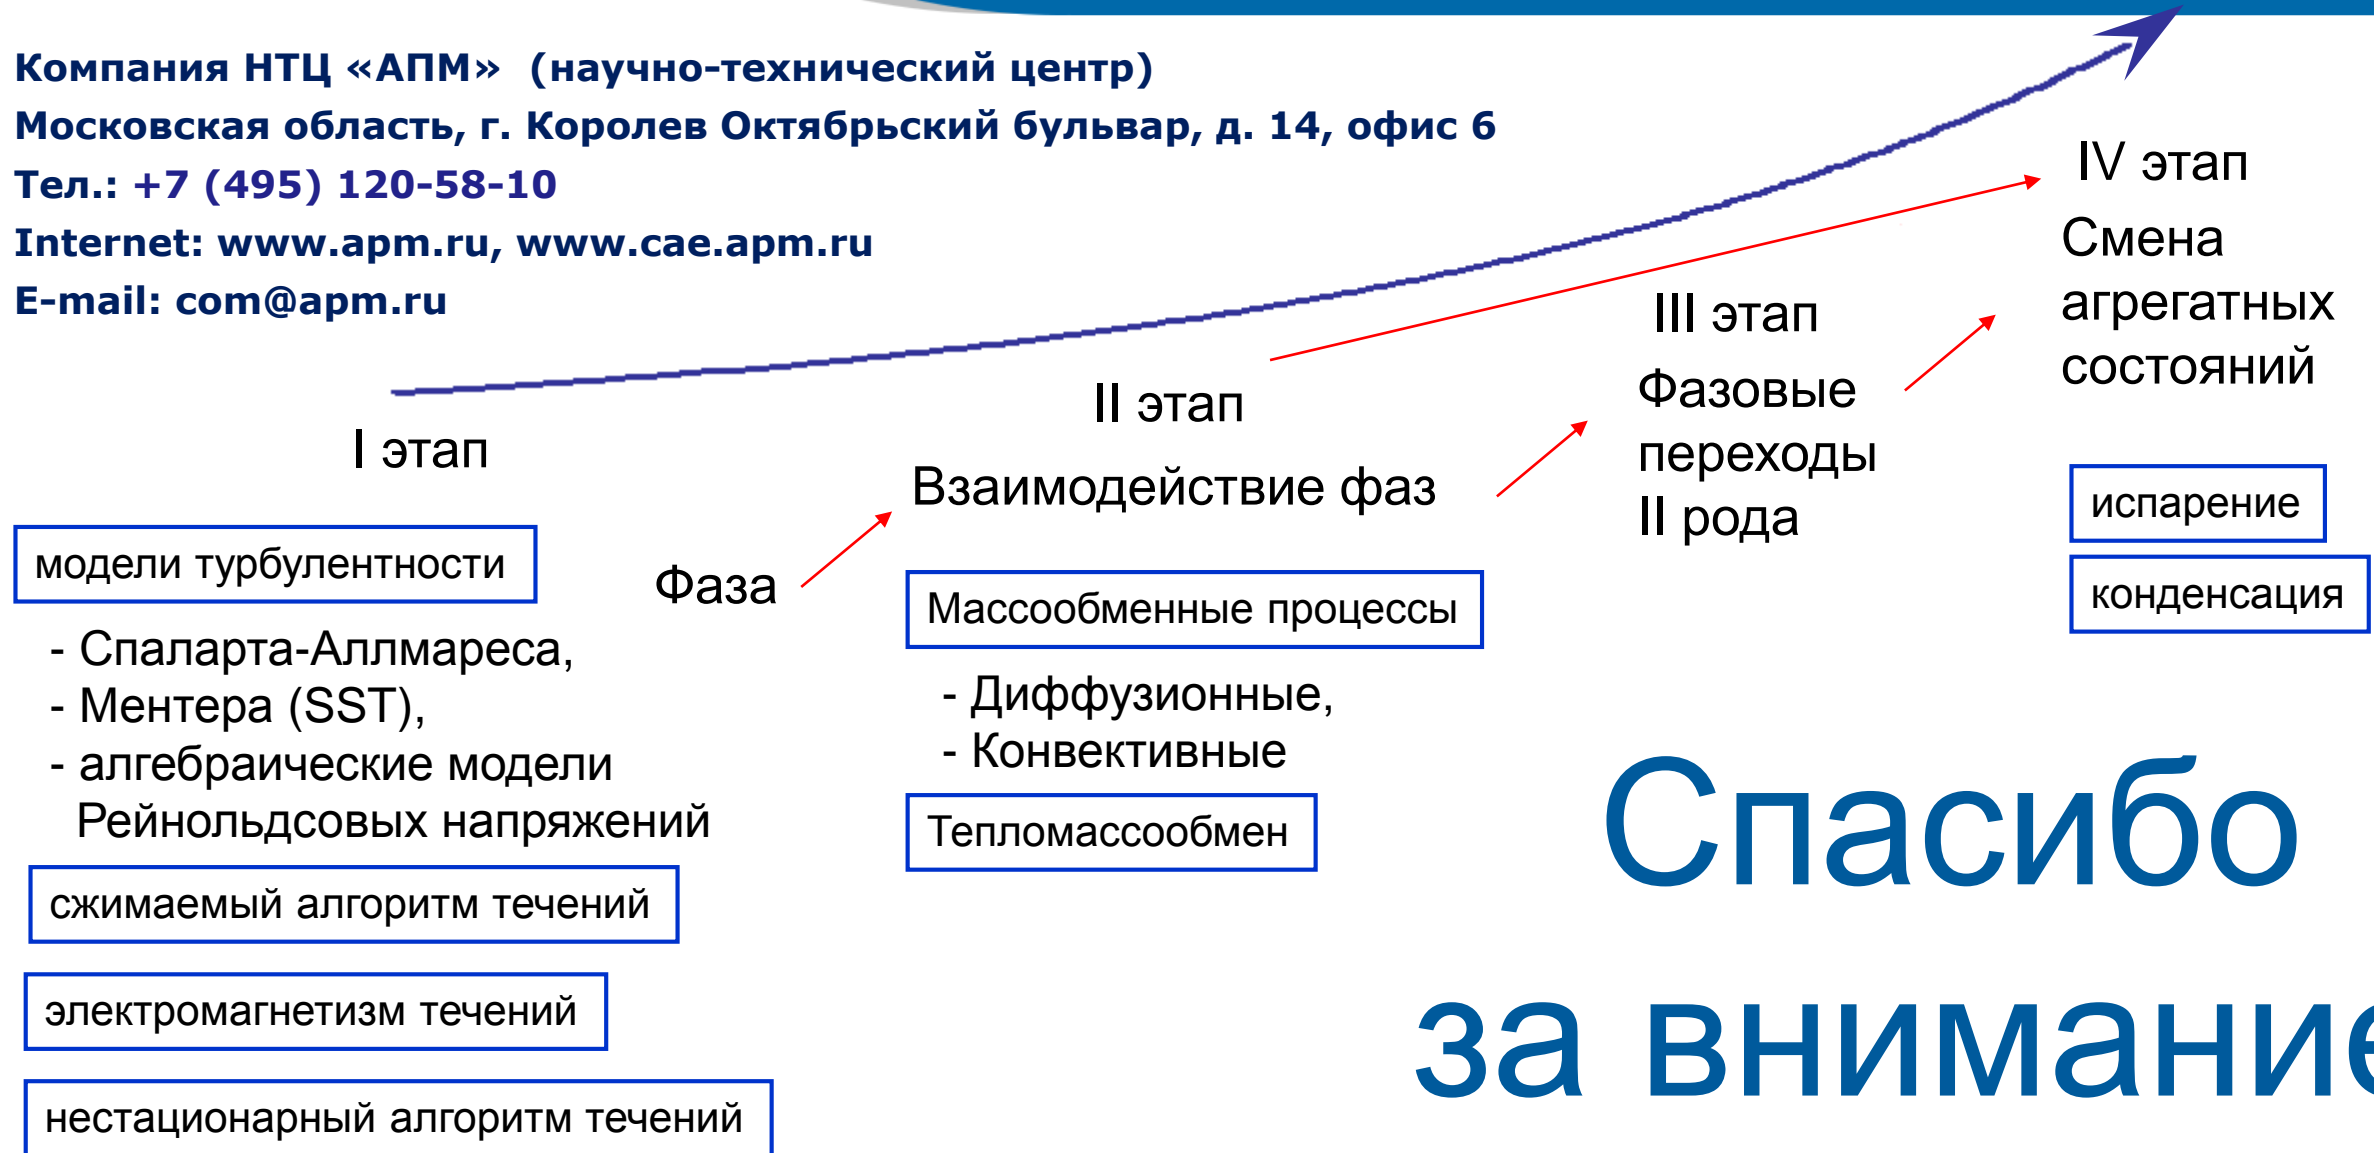 Компания НТЦ «АПМ» (научно-технический центр)
Московская область, г. Королев Октябрьский бульвар, д. 14, офис 6
Тел.: +7 (495) 120-58-10
Internet: www.apm.ru, www.cae.apm.ru
E-mail: com@apm.ru
I этап
модели турбулентности
- Спаларта-Аллмареса,
- Ментера (SST),
- алгебраические модели
Рейнольдсовых напряжений
сжимаемый алгоритм течений
электромагнетизм течений
нестационарный алгоритм течений
Фаза
II этап
Взаимодействие фаз
Массообменные процессы
- Диффузионные,
- Конвективные
Тепломассообмен
III этап
Фазовые
переходы
II рода
IV этап
Смена
агрегатных
состояний
испарение
конденсация
Спасибо
за внимание